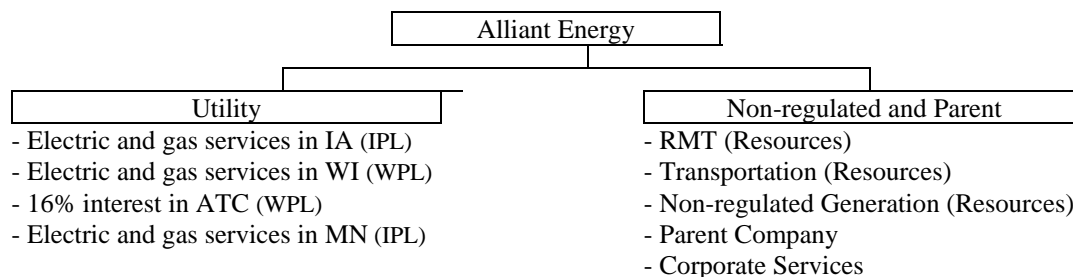 Alliant Energy
Utility
- Electric and gas services in IA (IPL)
- Electric and gas services in WI (WPL)
- 16% interest in ATC (WPL)
- Electric and gas services in MN (IPL)
Non-regulated and Parent
- RMT (Resources)
- Transportation (Resources)
- Non-regulated Generation (Resources)
- Parent Company
- Corporate Services